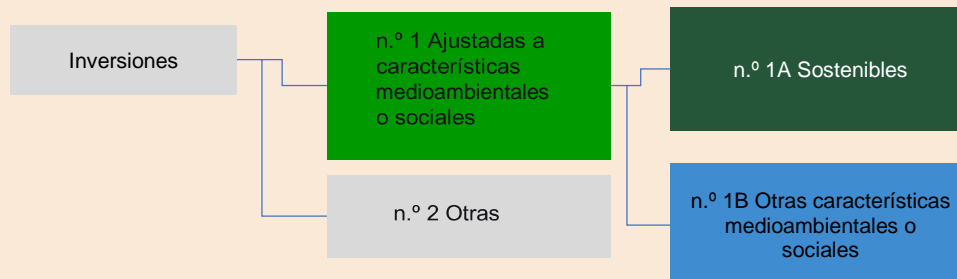 Inversiones
n.º 1 Ajustadas a
características
medioambientales
o sociales
n.º 2 Otras
n.º 1A Sostenibles
n.º 1B Otras características
medioambientales o
sociales